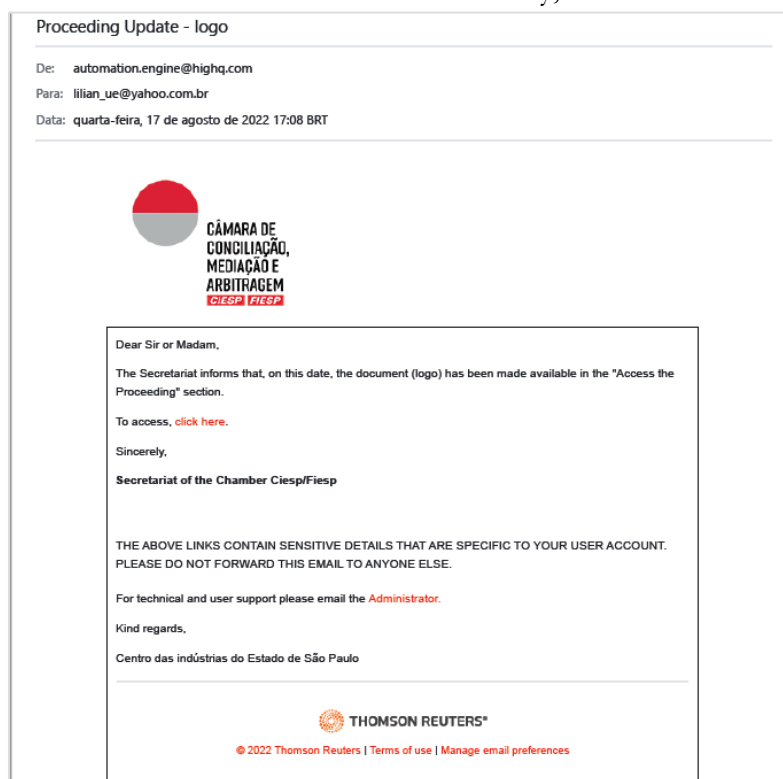 Proceeding Update - logo
De: automation.engine@highq.com
Para: lilian_ue@yahoo.com.br
Data: quarta-feira, 17 de agosto de 2022 17:08 BRT
CÂMARA DE
CONCILIAÇÃO,
MEDIAÇÃO E
ARBITRAGEM
CIESP FIESP
Dear Sir or Madam,
The Secretariat informs that, on this date, the document (logo) has been made available in the "Access the
Proceeding" section.
To access, click here.
Sincerely,
Secretariat of the Chamber Ciesp/Fiesp
THE ABOVE LINKS CONTAIN SENSITIVE DETAILS THAT ARE SPECIFIC TO YOUR USER ACCOUNT.
PLEASE DO NOT FORWARD THIS EMAIL TO ANYONE ELSE.
For technical and user support please email the Administrator.
Kind regards,
Centro das indústrias do Estado de São Paulo
THOMSON REUTERS®
© 2022 Thomson Reuters | Terms of use | Manage email preferences